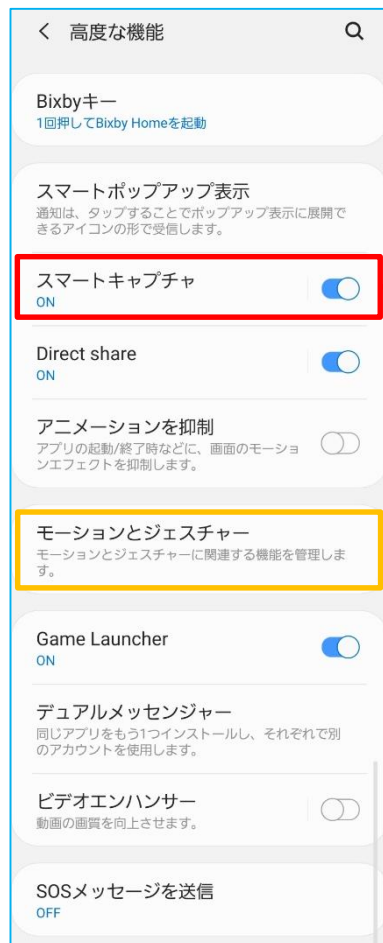 高度な機能
Bixbyキー
1回押してBixby Homeを起動
スマートポップアップ表示
通知は、タップすることでポップアップ表示に展開で
きるアイコンの形で受信します。
スマートキャプチャ
ON
Direct share
ON
アニメーションを抑制
アプリの起動/終了時などに、画面のモーショ
ンエフェクトを抑制します。
モーションとジェスチャー
モーションとジェスチャーに関連する機能を管理しま
す。
Game Launcher
ON
デュアルメッセンジャー
同じアプリをもう1つインストールし、それぞれで別
のアカウントを使用します。
ビデオエンハンサー
動画の画質を向上させます。
SOSメッセージを送信
OFF